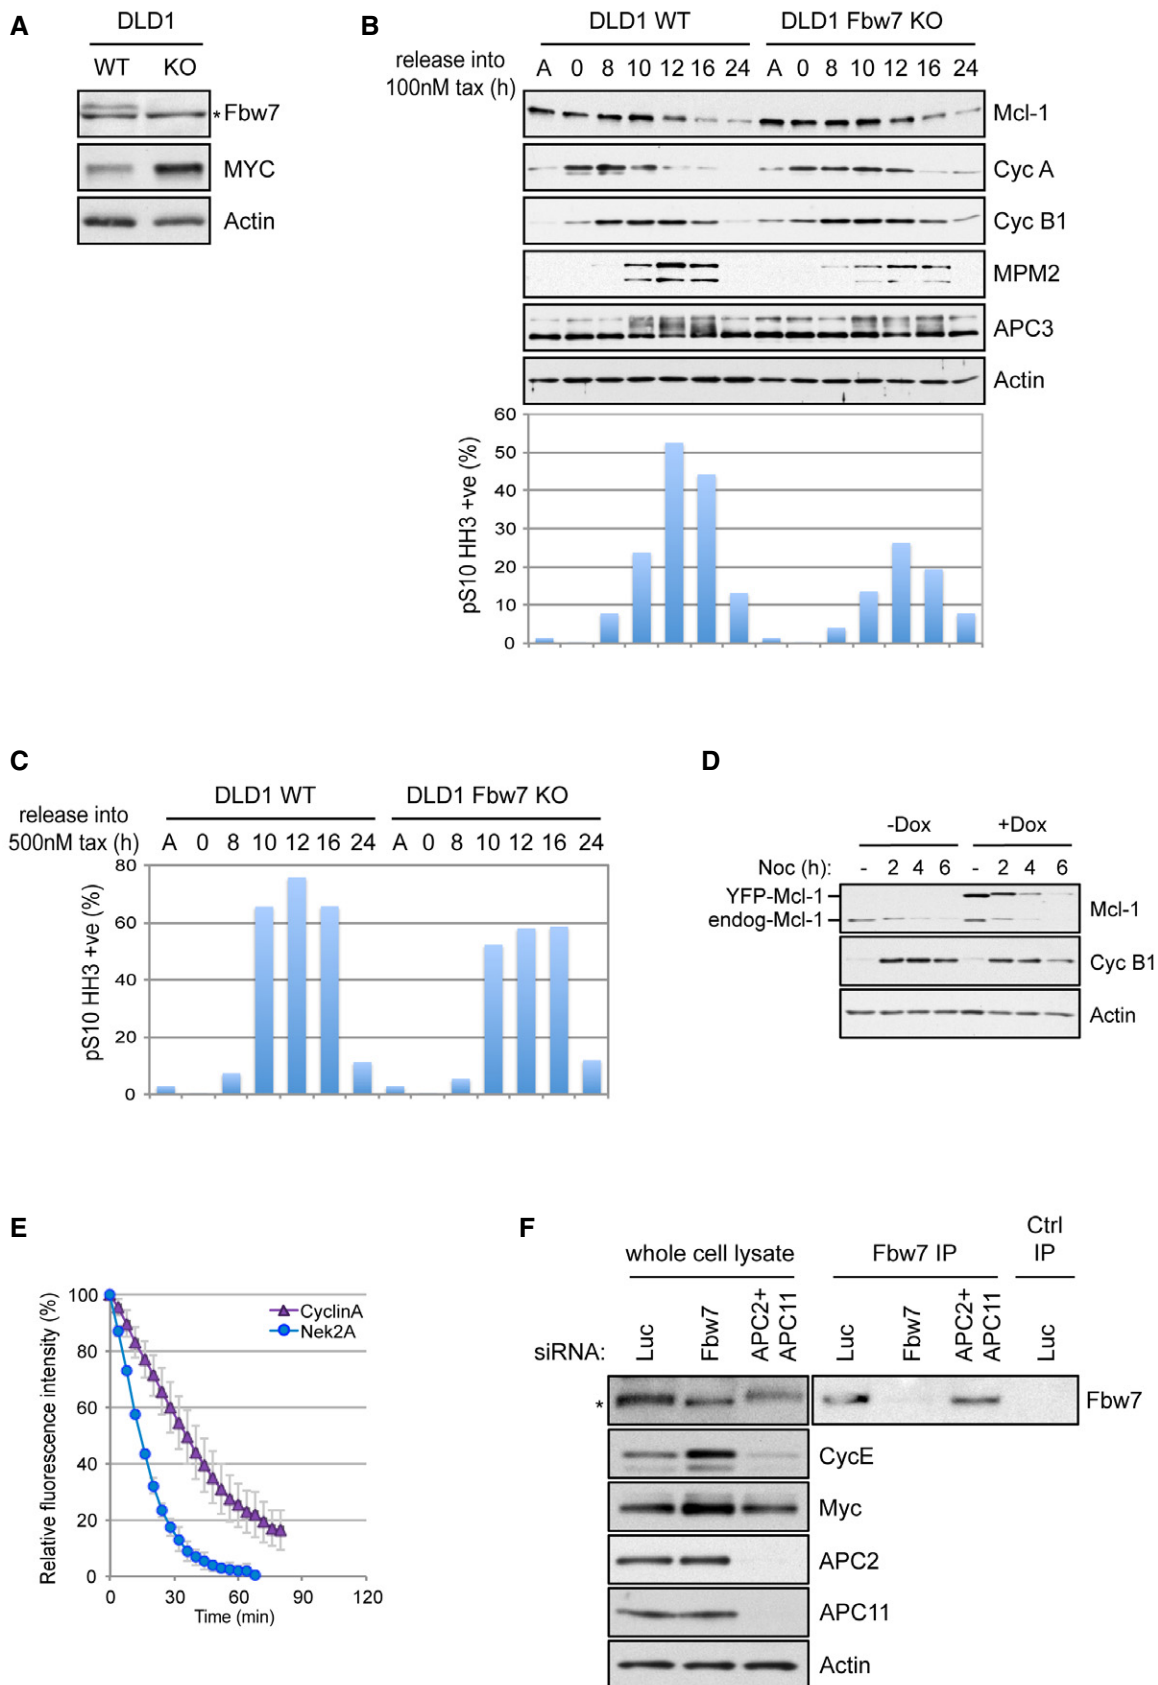 A
DLD1
WT KO
* Fbw7
MYC
Actin
B
DLD1 WT DLD1 Fbw7 KO
release into
100nM tax (h)
A 0 8 10 12 16 24 A 0 8 10 12 16 24
Mcl-1
Cyc A
Cyc B1
MPM2
APC3
Actin
pS10 HH3 +ve (%)
60
50
40
30
20
10
0
C
DLD1 WT DLD1 Fbw7 KO
release into
500nM tax (h) A 0 8 10 12 16 24 A 0 8 10 12 16 24
pS10 HH3 +ve (%)
80
60
40
20
0
D
-Dox +Dox
Noc (h): - 2 4 6 - 2 4 6
YFP-Mcl-1
endog-Mcl-1
Mcl-1
Cyc B1
Actin
E
Relative fluorescence intensity (%)
100
80
60
40
20
0
CyclinA
Nek2A
0 30 60 90 120
Time (min)
F
whole cell lysate Fbw7 IP Ctrl IP
siRNA: Luc Fbw7 APC2+ APC11 Luc Fbw7 APC2+ APC11 Luc
* Fbw7
CycE
Myc
APC2
APC11
Actin